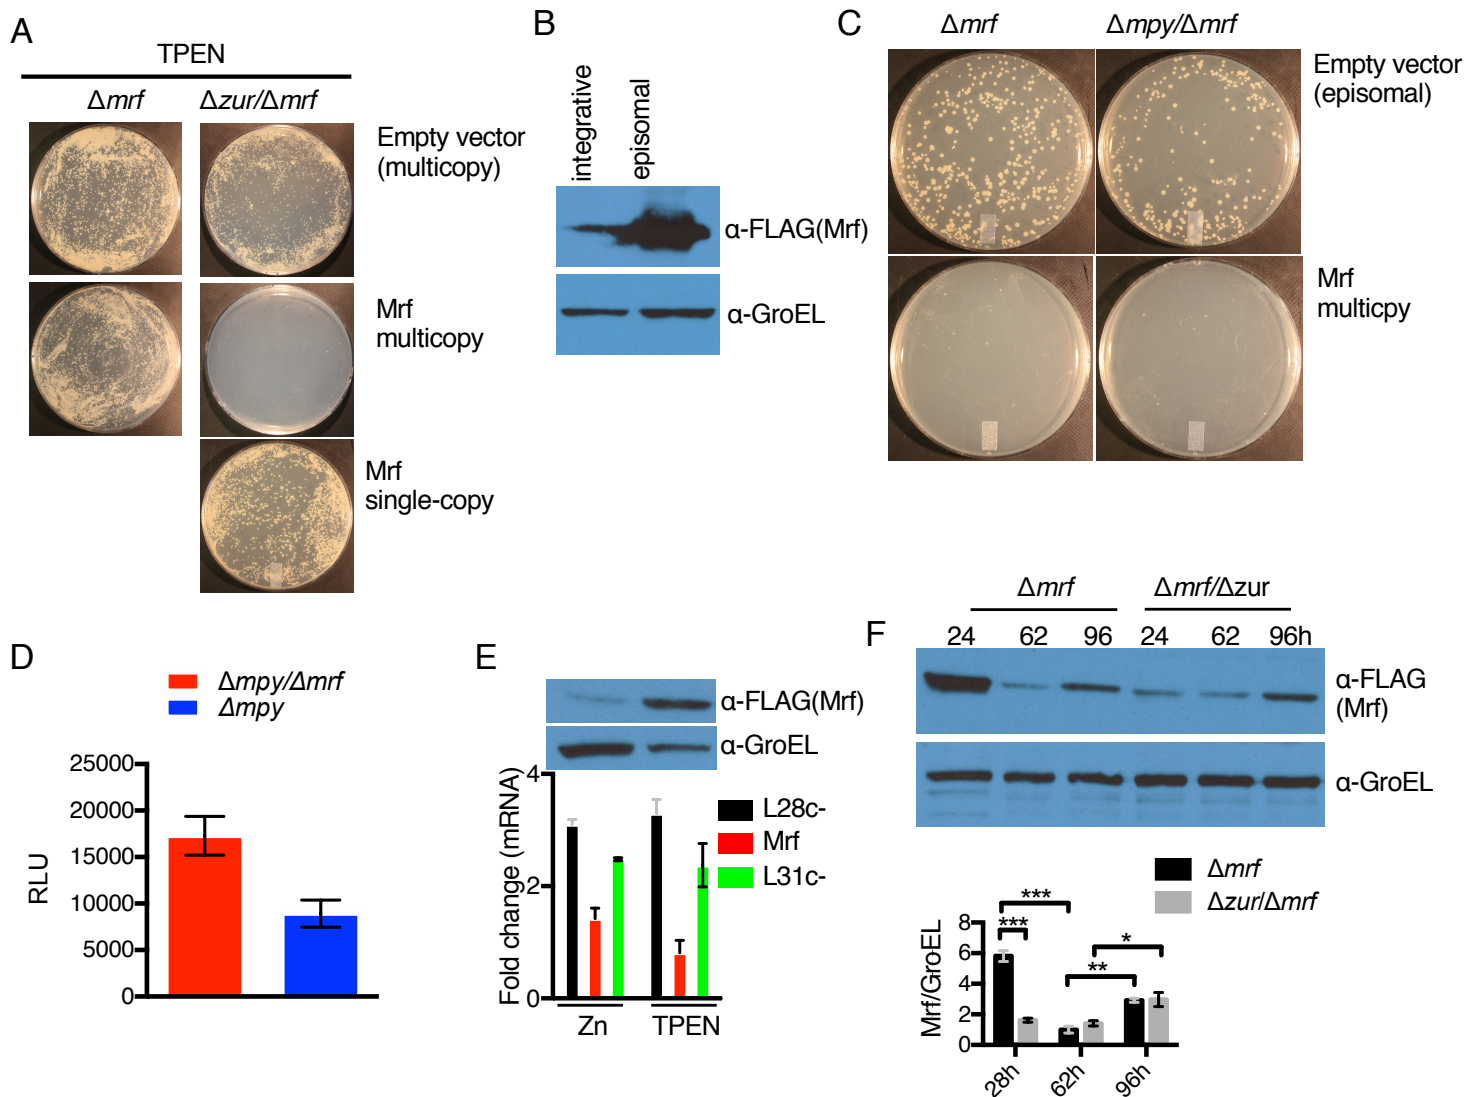 A
TPEN
Δmrf
Δzur/Δmrf
Empty vector
(multicopy)
Mrf
multicopy
Mrf
single-copy
B
integrative
episomal
α-FLAG(Mrf)
α-GroEL
C
Δmrf
Δmpy/Δmrf
Empty vector
(episomal)
Mrf
multicpy
D
Δmpy/Δmrf
Δmpy
RLU
25000
20000
15000
10000
5000
0
E
α-FLAG(Mrf)
α-GroEL
Fold change (mRNA)
4
2
0
L28c-
Mrf
L31c-
Zn
TPEN
F
Δmrf
Δmrf/Δzur
24 62 96 24 62 96h
α-FLAG
(Mrf)
α-GroEL
Δmrf
Δzur/Δmrf
Mrf/GroEL
8
6
4
2
0
***
***
**
*
28h
62h
96h